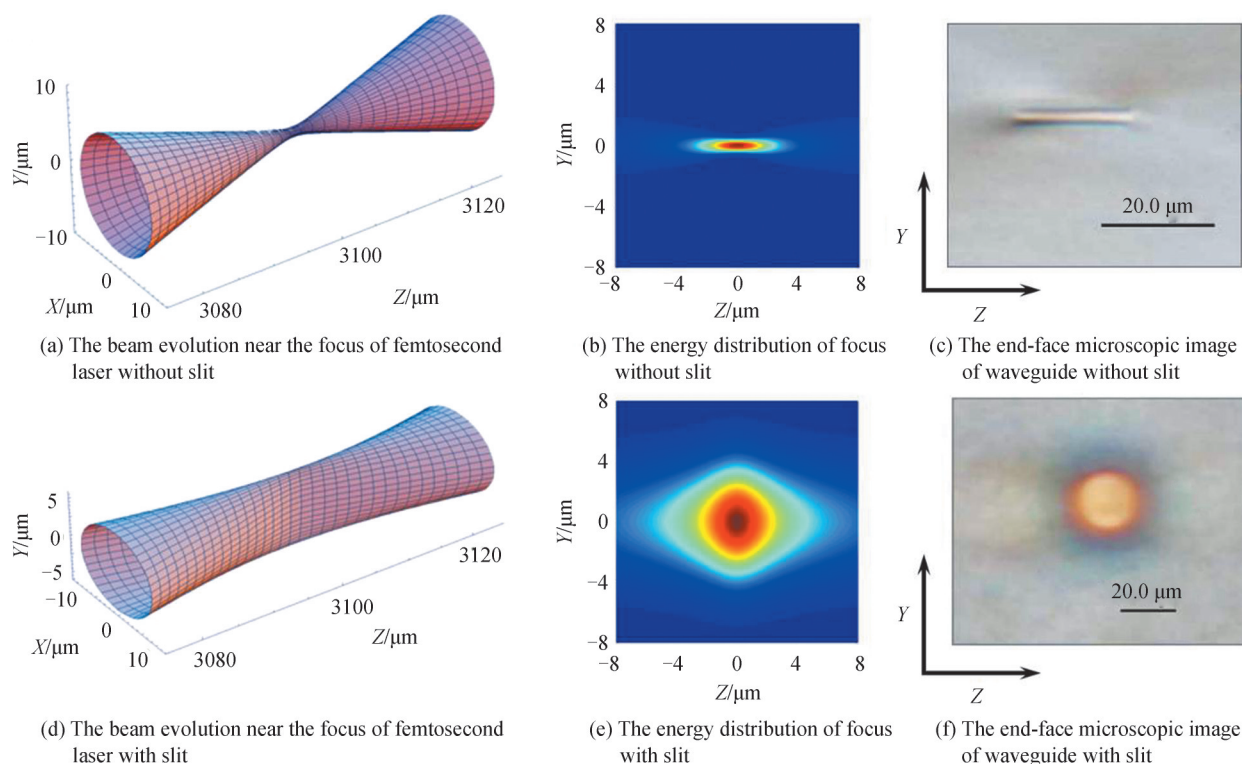 10
0
−10
Y/μm
X/μm
0
10
3080
3100
3120
Z/μm
8
4
0
−4
−8
Y/μm
−8
−4
0
4
8
Z/μm
20.0 μm
Y
Z
(a) The beam evolution near the focus of femtosecond
laser without slit
(b) The energy distribution of focus
without slit
(c) The end-face microscopic image
of waveguide without slit
5
0
−5
−10
Y/μm
X/μm
0
10
3080
3100
3120
Z/μm
8
4
0
−4
−8
Y/μm
−8
−4
0
4
8
Z/μm
20.0 μm
Y
Z
(d) The beam evolution near the focus of femtosecond
laser with slit
(e) The energy distribution of focus
with slit
(f) The end-face microscopic image
of waveguide with slit